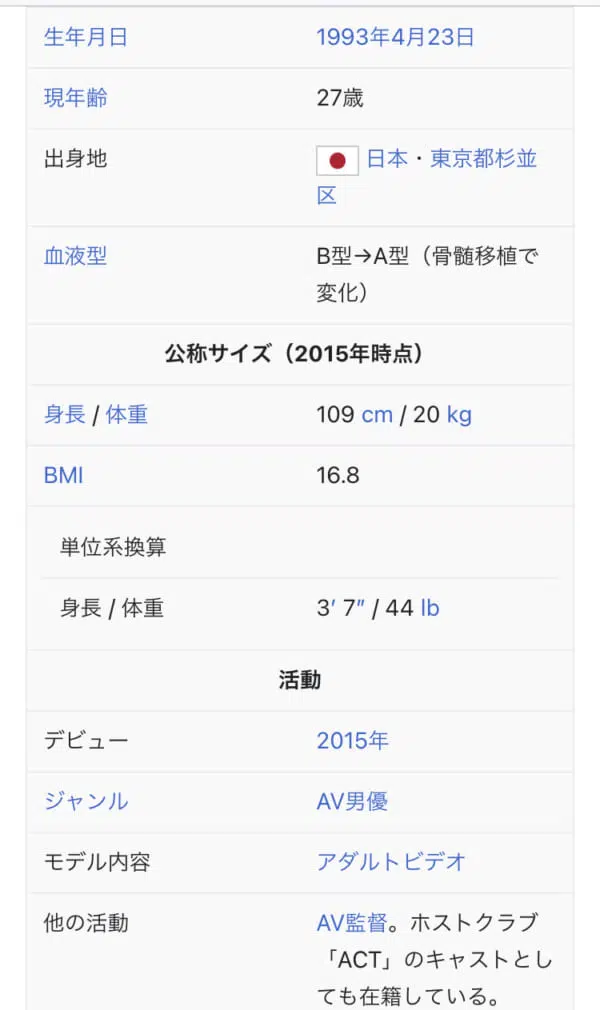 生年月日 1993年4月23日
現年齢 27歳
出身地 日本・東京都杉並
区
血液型 B型→A型（骨髄移植で
変化）
公称サイズ（2015年時点）
身長 / 体重 109 cm / 20 kg
BMI 16.8
単位系換算
身長 / 体重 3′ 7″ / 44 lb
活動
デビュー 2015年
ジャンル AV男優
モデル内容 アダルトビデオ
他の活動 AV監督。ホストクラブ
「ACT」のキャストとし
ても在籍している。